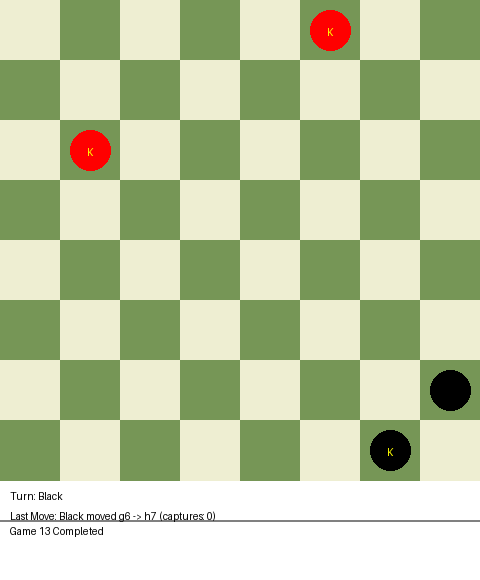 K
K
K
Turn: Black
Last Move: Black moved g6 -> h7 (captures: 0)
Game 13 Completed